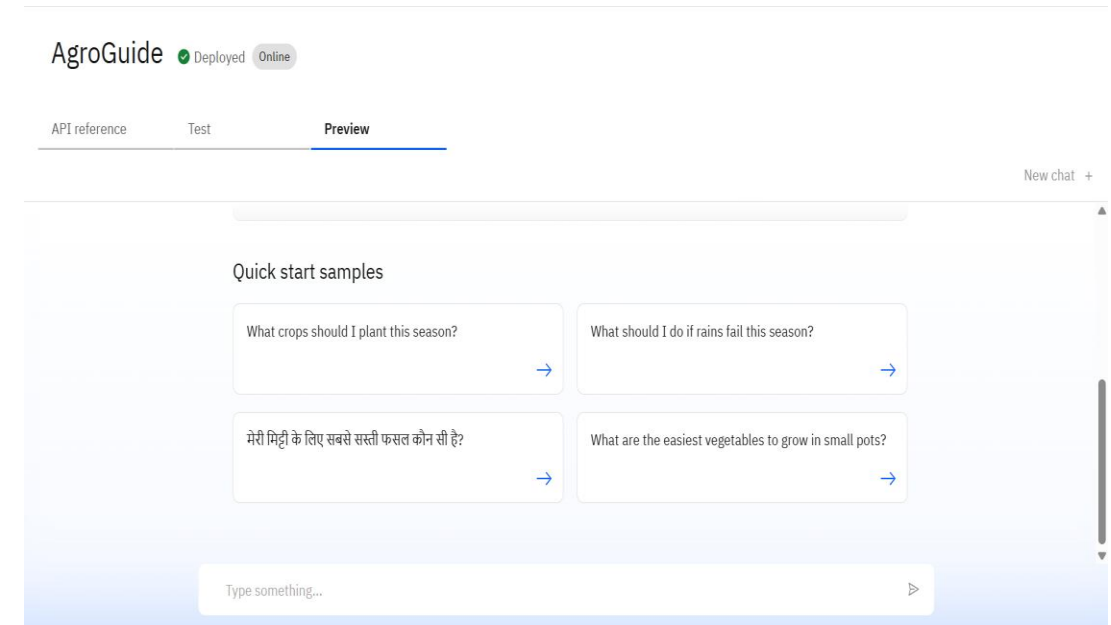 AgroGuide Deployed Online
API reference Test Preview
New chat +
Quick start samples
What crops should I plant this season?
What should I do if rains fail this season?
मेरी मिट्टी के लिए सबसे सस्ती फसल कौन सी है?
What are the easiest vegetables to grow in small pots?
Type something...